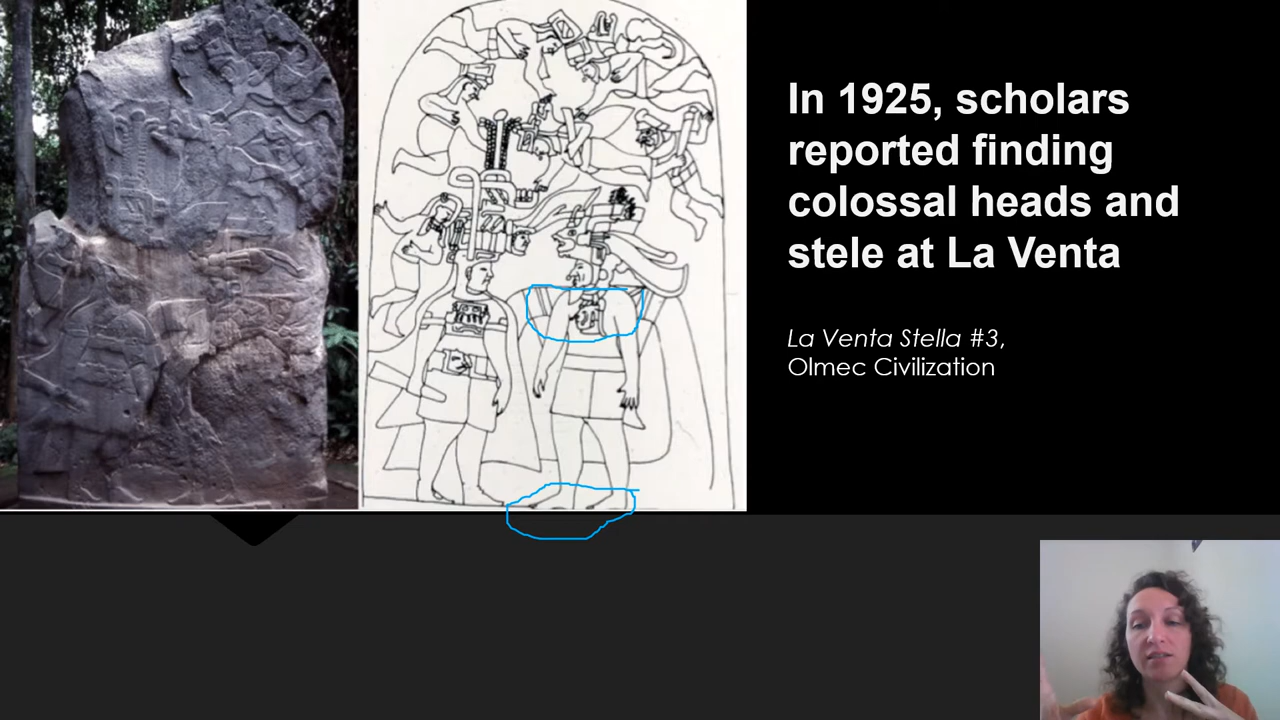 In 1925, scholars
reported finding
colossal heads and
stele at La Venta
La Venta Stella #3,
Olmec Civilization